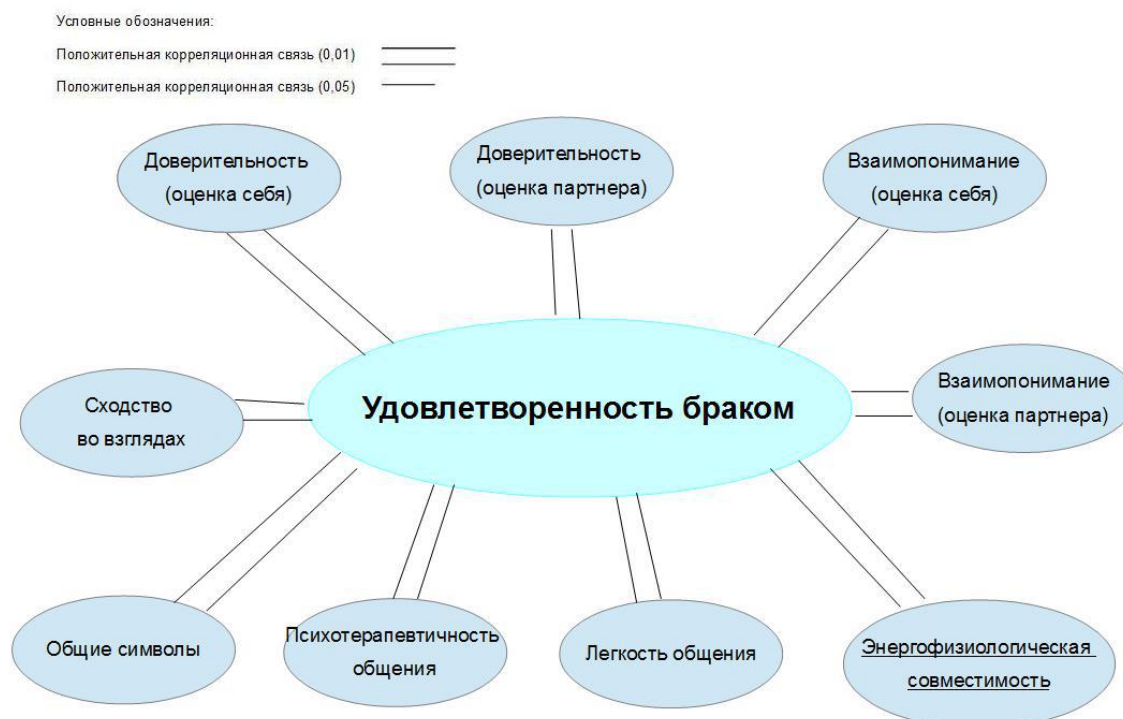 Условные обозначения:
Положительная корреляционная связь (0,01)
Положительная корреляционная связь (0,05)
Доверительность
(оценка себя)
Доверительность
(оценка партнера)
Взаимопонимание
(оценка себя)
Сходство
во взглядах
Удовлетворенность браком
Взаимопонимание
(оценка партнера)
Общие символы
Психотерапевтичность
общения
Легкость общения
Энергофизиологическая
совместимость